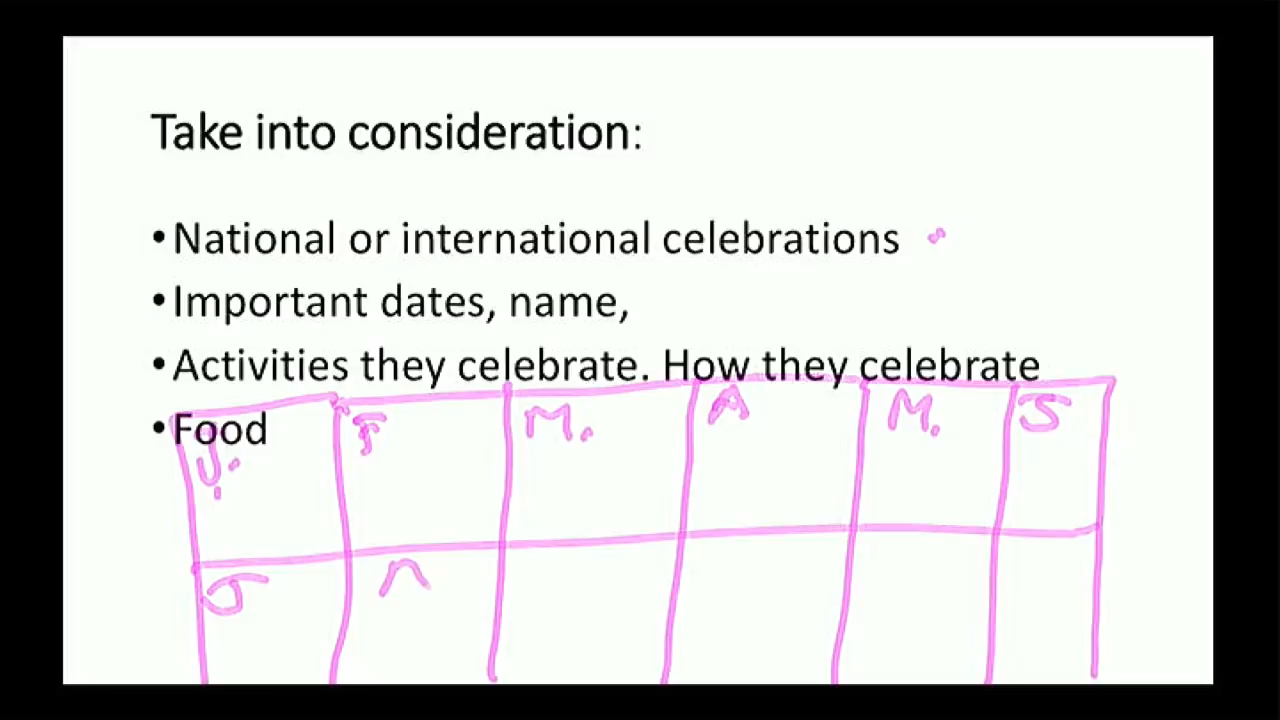 Take into consideration:
•National or international celebrations
•Important dates, name,
•Activities they celebrate. How they celebrate
•Food
J. F M. A M. J
J